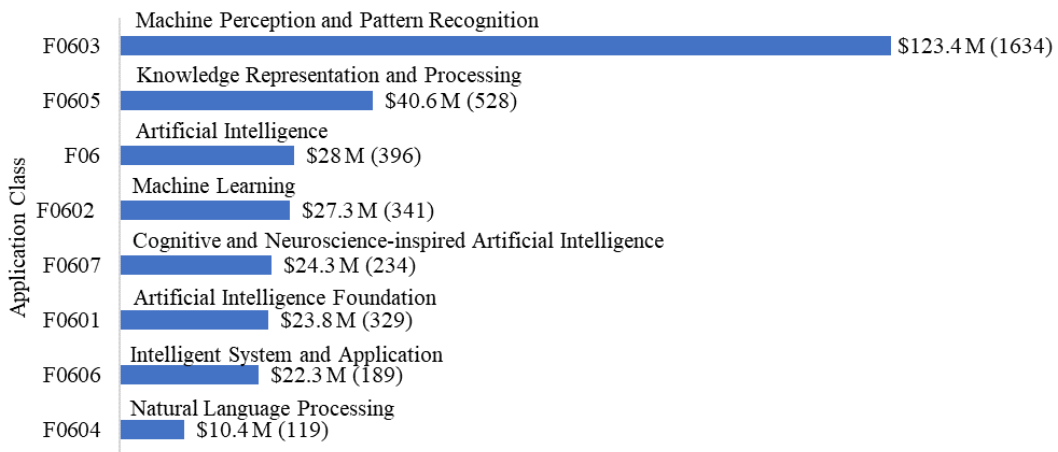 Application Class
Machine Perception and Pattern Recognition
F0603 $123.4 M (1634)
Knowledge Representation and Processing
F0605 $40.6 M (528)
Artificial Intelligence
F06 $28 M (396)
Machine Learning
F0602 $27.3 M (341)
Cognitive and Neuroscience-inspired Artificial Intelligence
F0607 $24.3 M (234)
Artificial Intelligence Foundation
F0601 $23.8 M (329)
Intelligent System and Application
F0606 $22.3 M (189)
Natural Language Processing
F0604 $10.4 M (119)